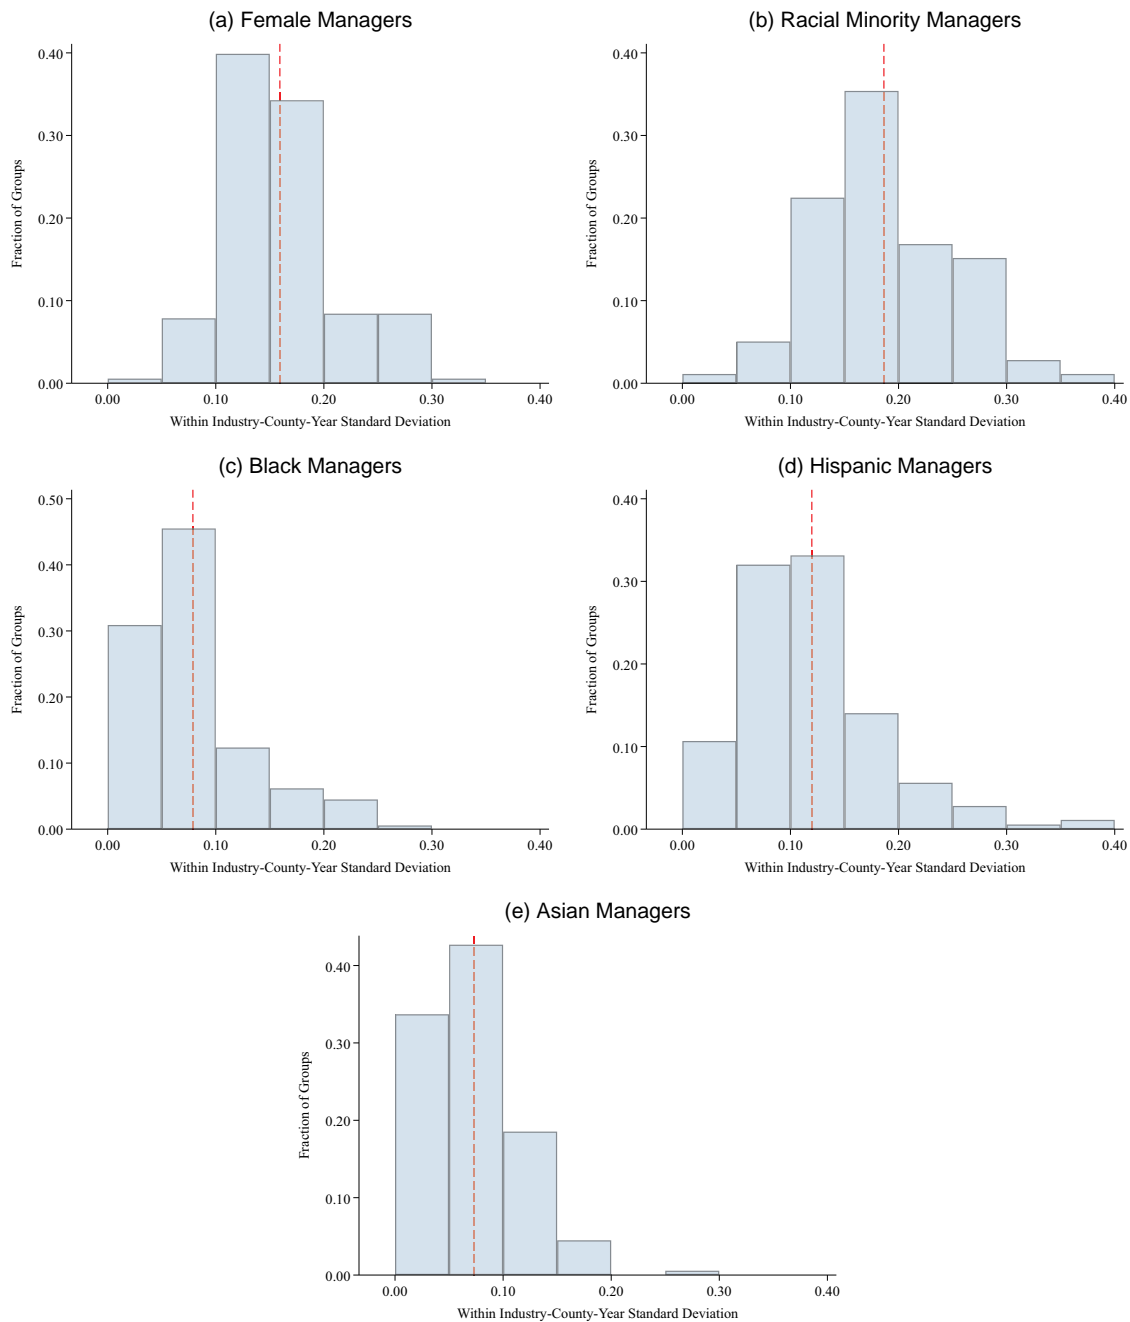 (a) Female Managers
0.40
0.30
0.20
0.10
0.00
Fraction of Groups
0.00 0.10 0.20 0.30 0.40
Within Industry-County-Year Standard Deviation
(b) Racial Minority Managers
0.40
0.30
0.20
0.10
0.00
Fraction of Groups
0.00 0.10 0.20 0.30 0.40
Within Industry-County-Year Standard Deviation
(c) Black Managers
0.50
0.40
0.30
0.20
0.10
0.00
Fraction of Groups
0.00 0.10 0.20 0.30 0.40
Within Industry-County-Year Standard Deviation
(d) Hispanic Managers
0.40
0.30
0.20
0.10
0.00
Fraction of Groups
0.00 0.10 0.20 0.30 0.40
Within Industry-County-Year Standard Deviation
(e) Asian Managers
0.40
0.30
0.20
0.10
0.00
Fraction of Groups
0.00 0.10 0.20 0.30 0.40
Within Industry-County-Year Standard Deviation